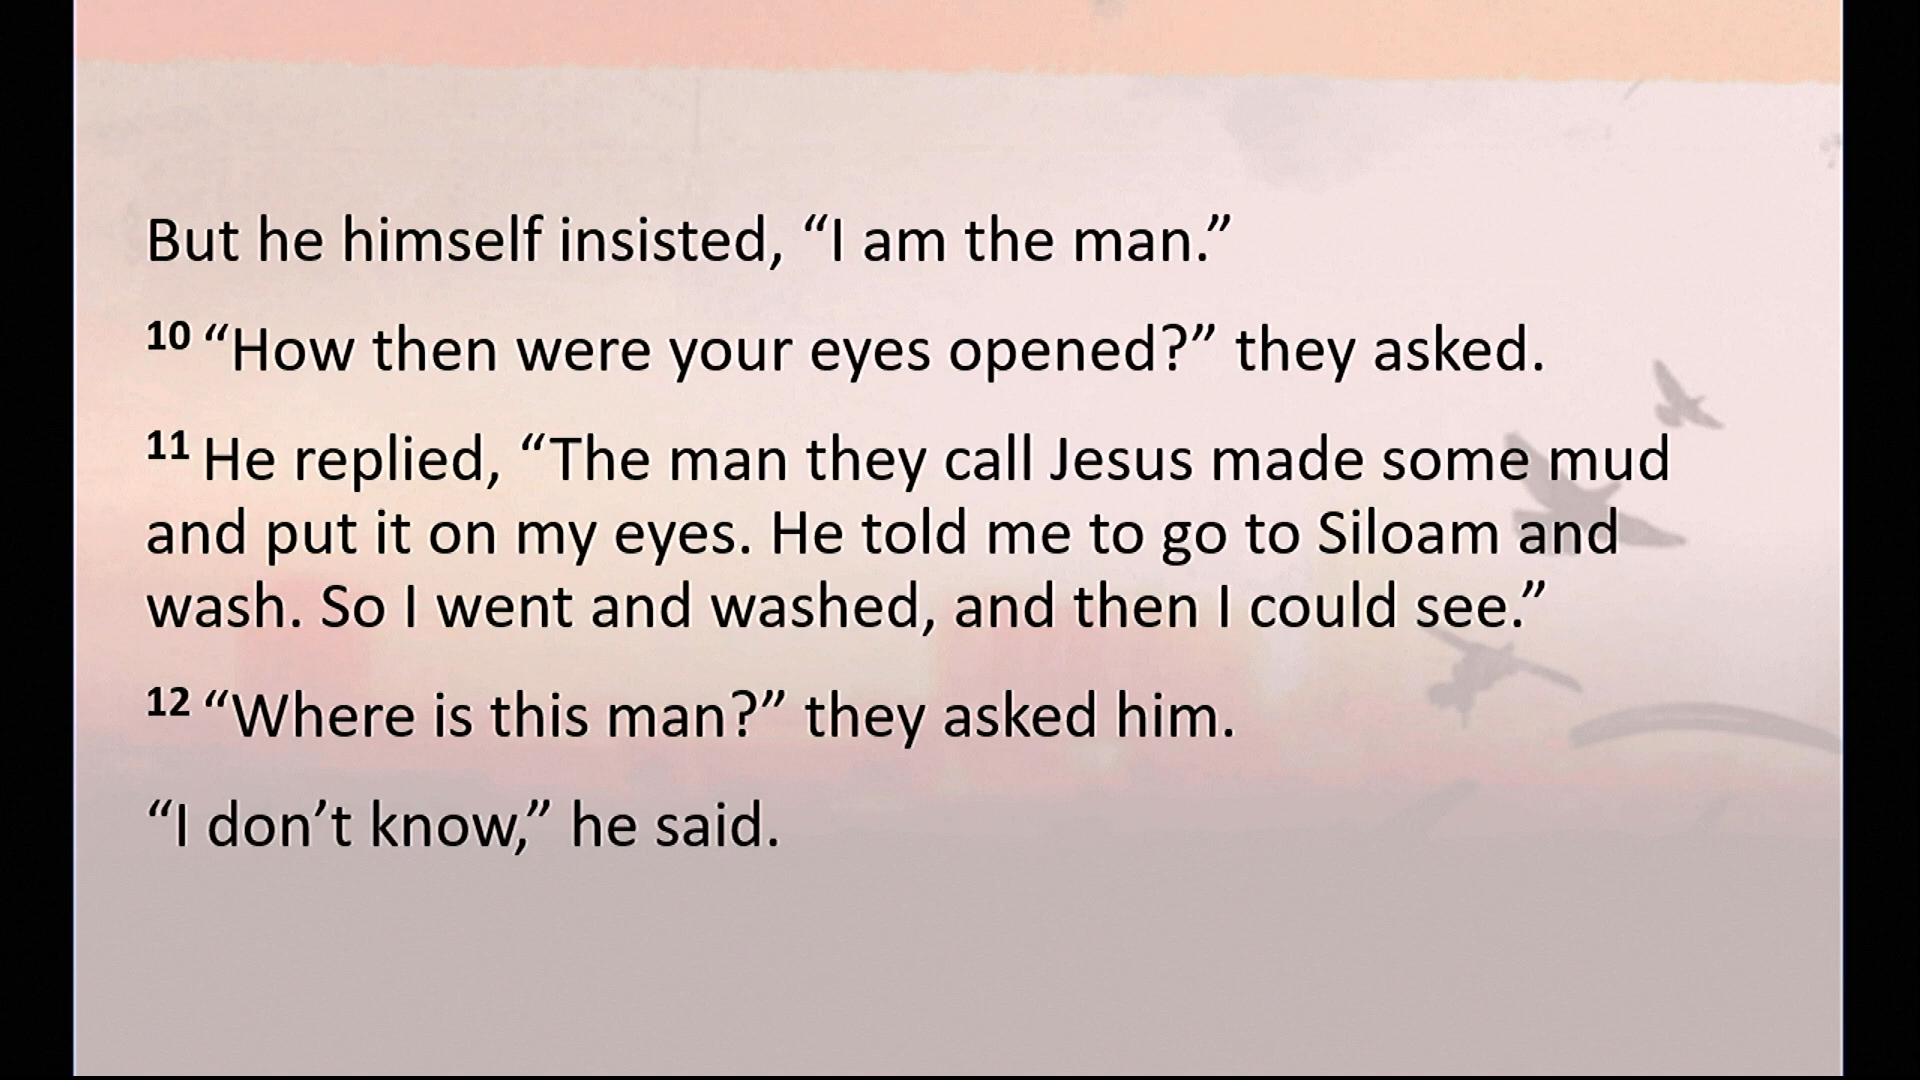 But he himself insisted, “I am the man.”
10 “How then were your eyes opened?” they asked.
11 He replied, “The man they call Jesus made some mud
and put it on my eyes. He told me to go to Siloam and
wash. So I went and washed, and then I could see.”
12 “Where is this man?” they asked him.
“I don’t know,” he said.